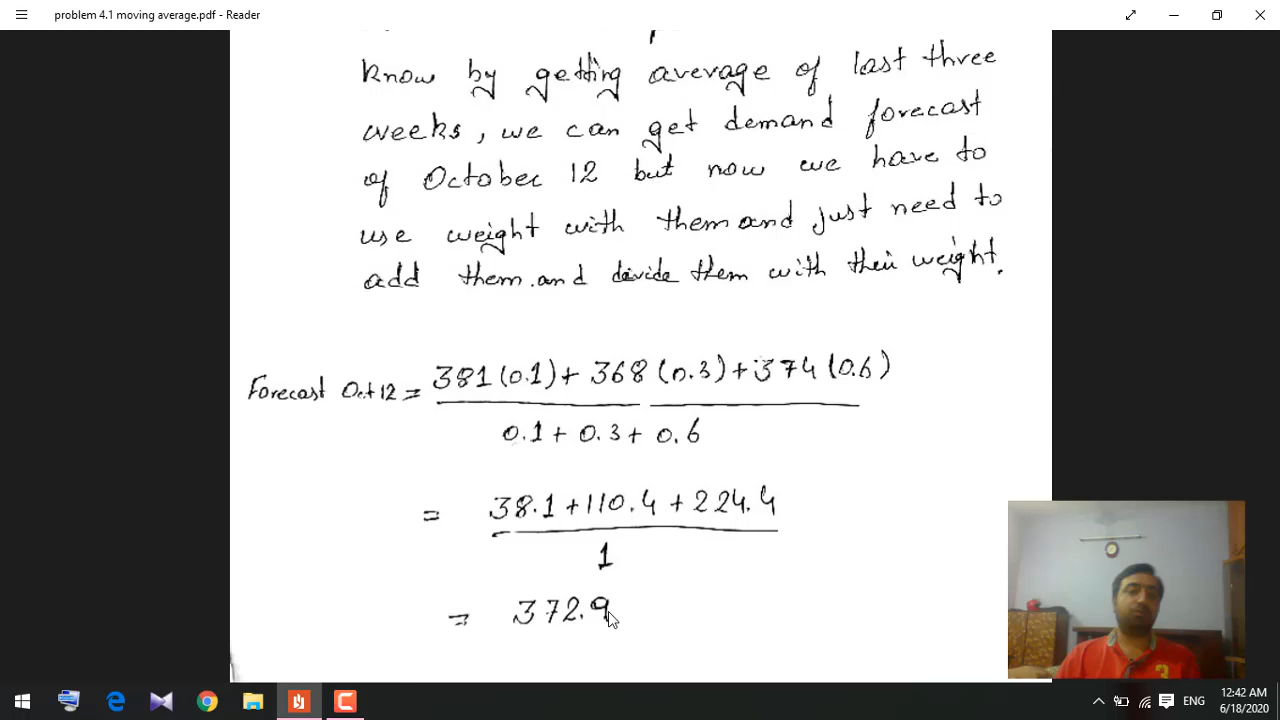 problem 4.1 moving average.pdf - Reader
know by getting average of last three
weeks, we can get demand forecast
of October 12 but now we have to
use weight with them and just need to
add them. and divide them with their weight.
Forecast Oct 12 = 381 (0.1) + 368 (0.3) + 374 (0.6)
0.1 + 0.3 + 0.6
= 38.1 + 110.4 + 224.4
1
= 372.9
ENG
12:42 AM
6/18/2020